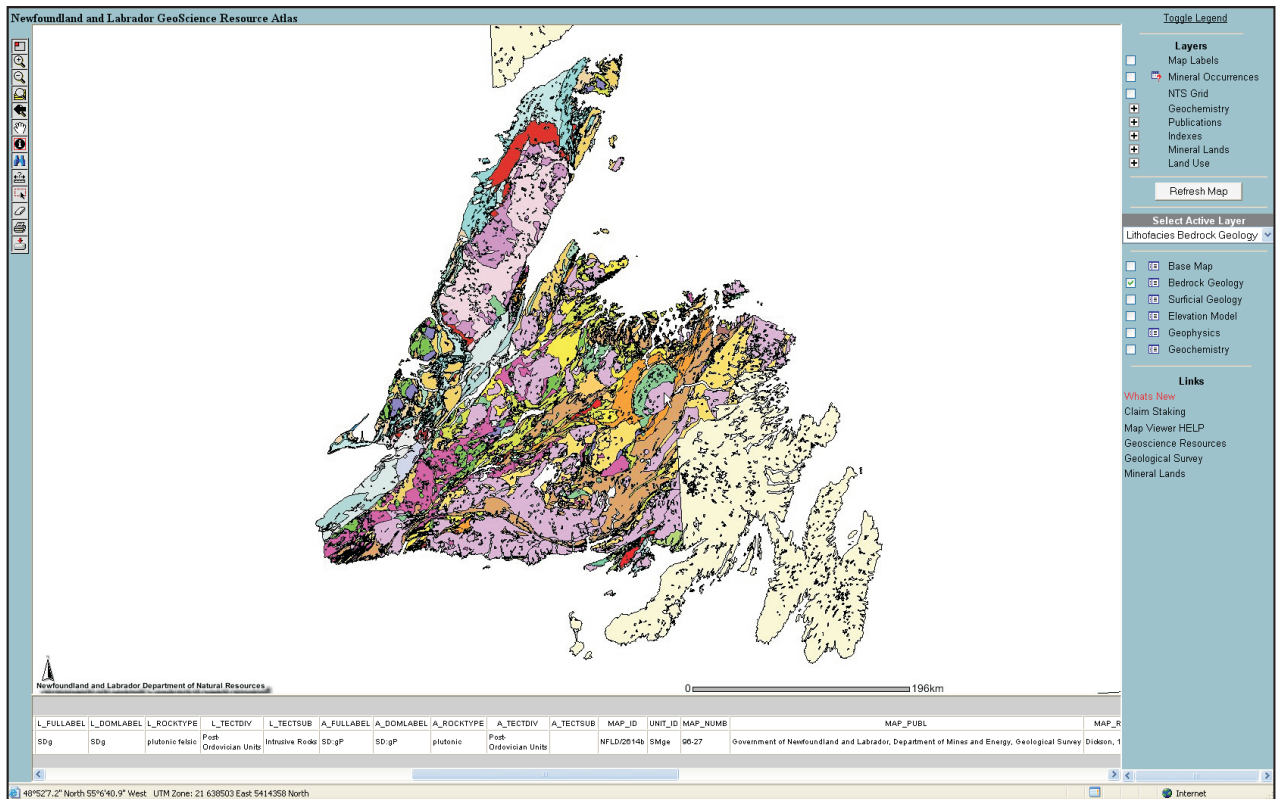 Newfoundland and Labrador GeoScience Resource Atlas
Toggle Legend
Layers
Map Labels
Mineral Occurrences
NTS Grid
Geochemistry
Publications
Indexes
Mineral Lands
Land Use
Refresh Map
Select Active Layer
Lithofacies Bedrock Geology
Base Map
Bedrock Geology
Surficial Geology
Elevation Model
Geophysics
Geochemistry
Links
Whats New
Claim Staking
Map Viewer HELP
Geoscience Resources
Geological Survey
Mineral Lands
N
Newfoundland and Labrador Department of Natural Resources
0 196km
L_FULLABEL L_DOMLABEL L_ROCKTYPE L_TECTDIV L_TECTSUB A_FULLABEL A_DOMLABEL A_ROCKTYPE A_TECTDIV A_TECTSUB MAP_ID UNIT_ID MAP_NUMB MAP_PUBL MAP_R
SDg SDg plutonic felsic Post-Ordovician Units Intrusive Rocks SD:gP SD:gP plutonic Post-Ordovician Units NFLD/2614b SMge 96-27 Government of Newfoundland and Labrador, Department of Mines and Energy, Geological Survey Dickson, 1
48°52'7.2" North 55°6'40.9" West UTM Zone: 21 638503 East 5414358 North
Internet